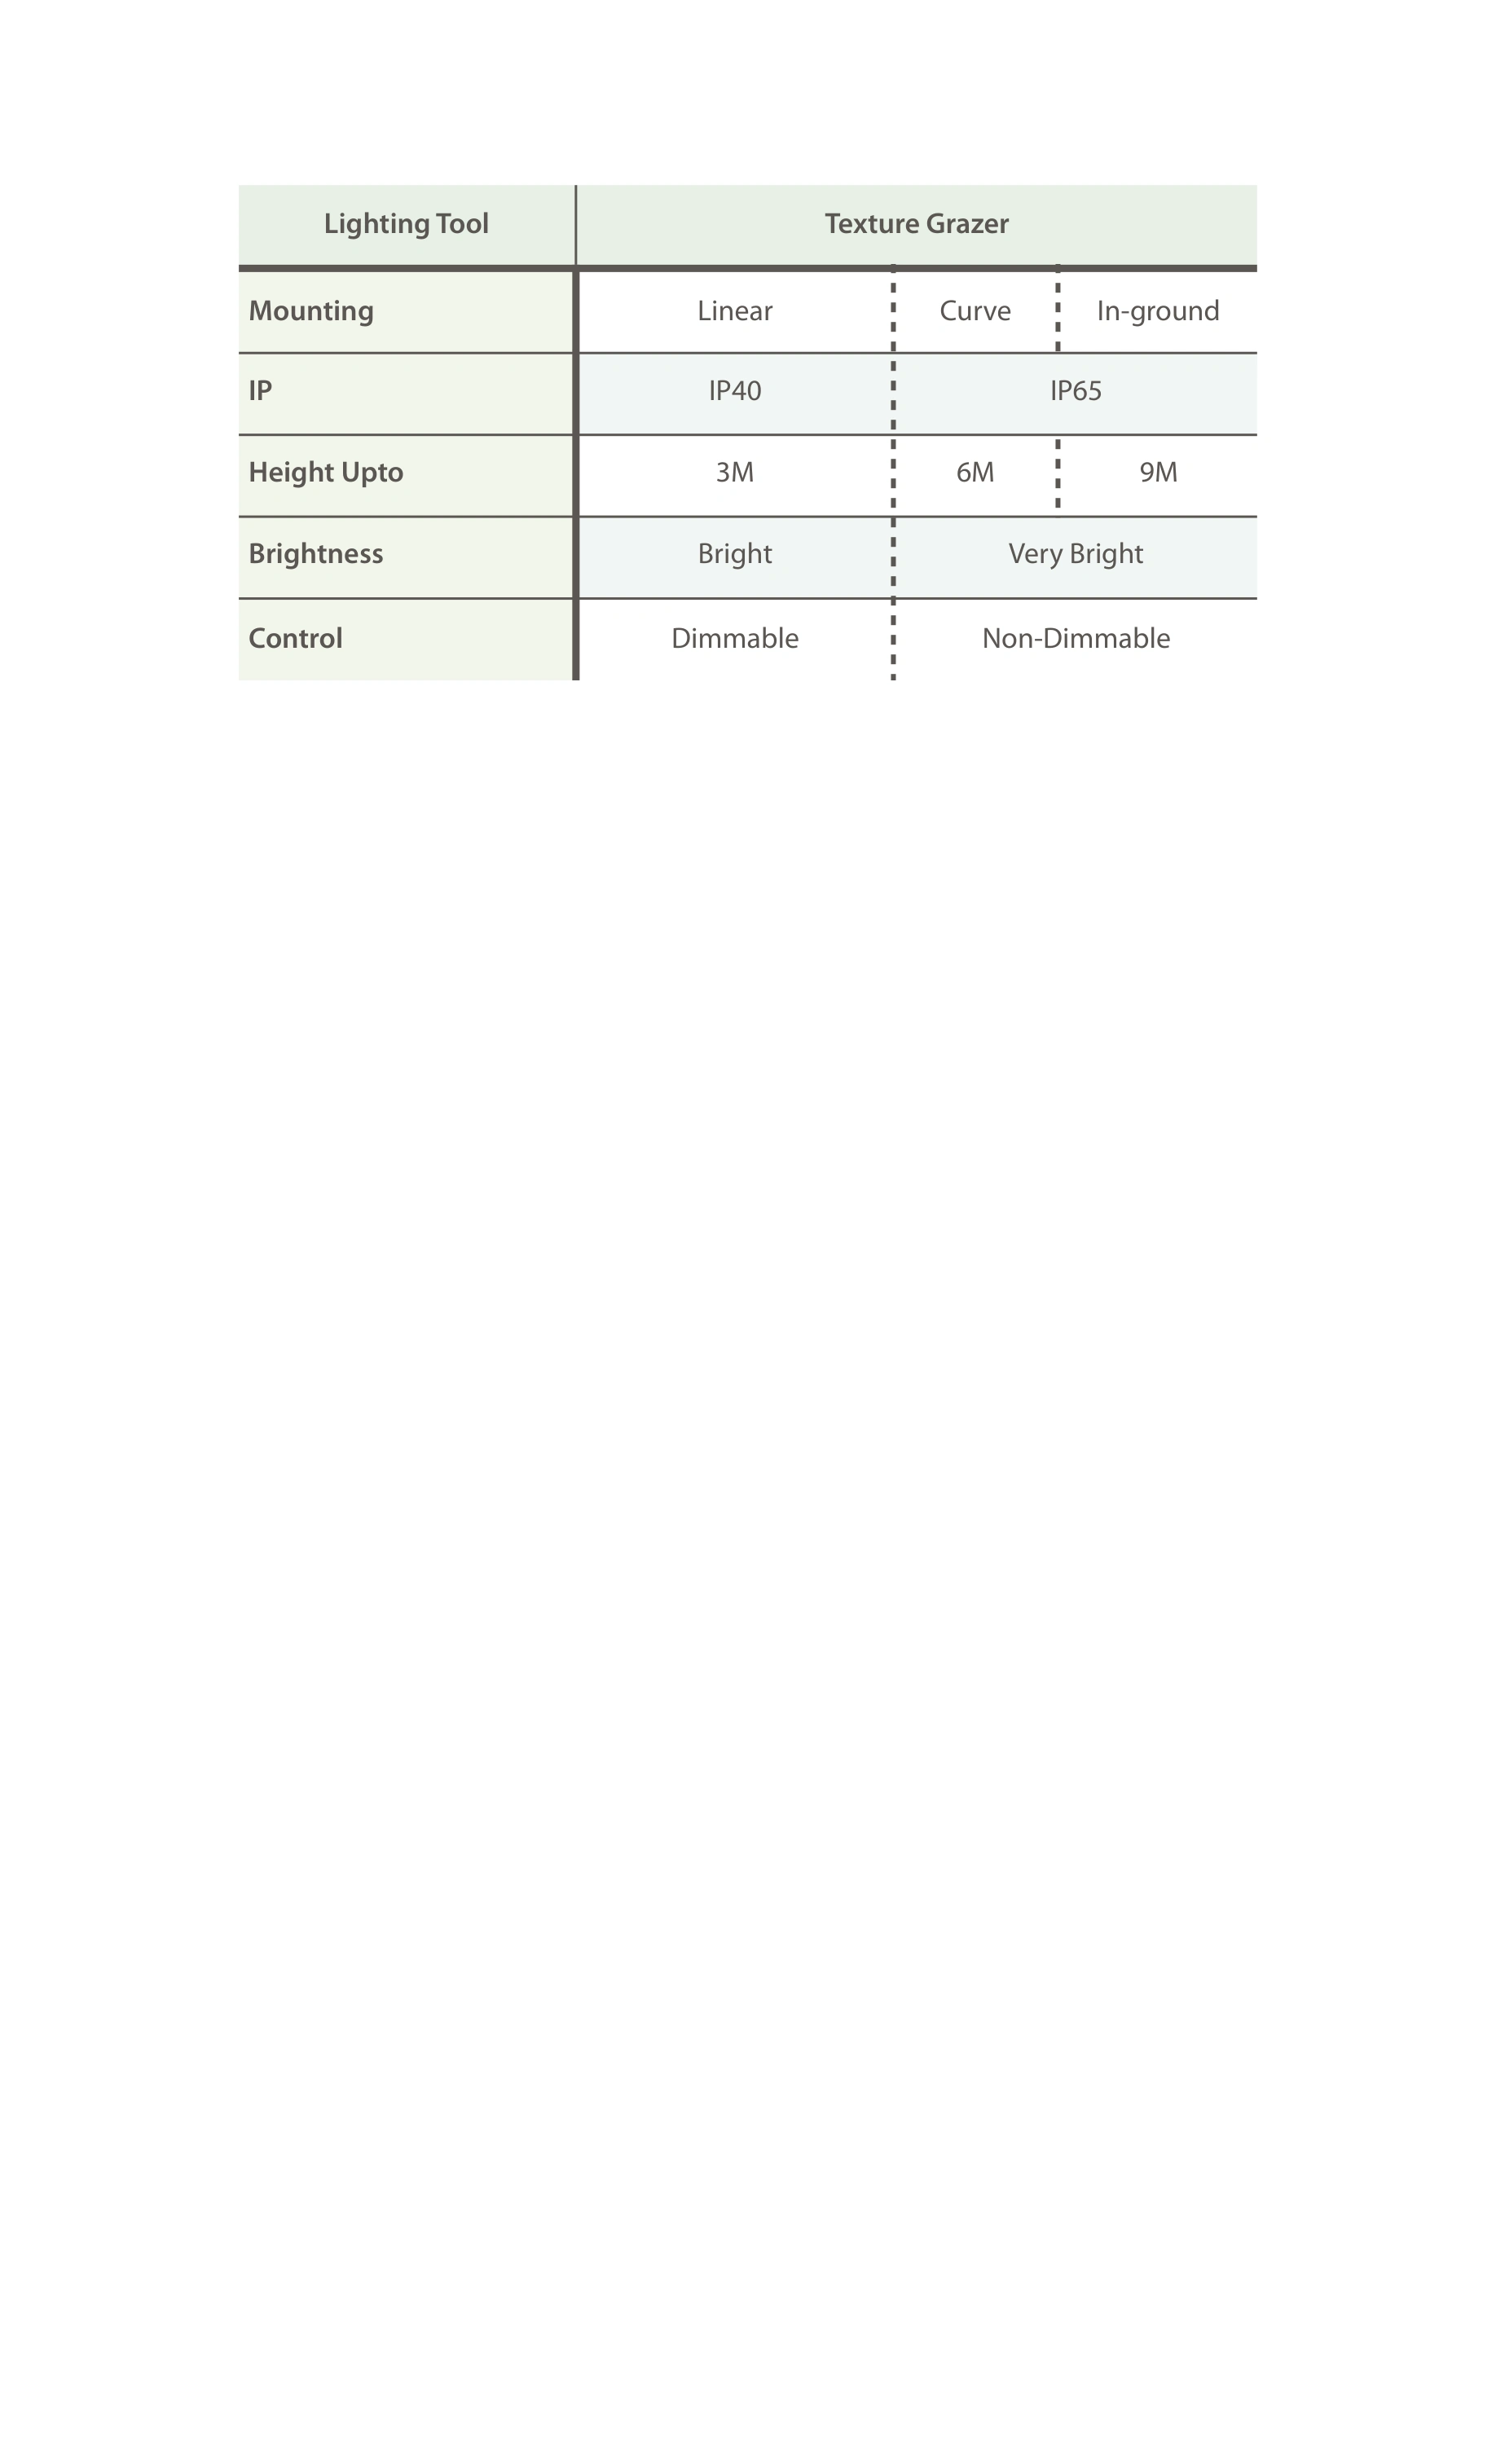 Lighting Tool Texture Grazer
Mounting Linear Curve In-ground
IP IP40 IP65
Height Upto 3M 6M 9M
Brightness Bright Very Bright
Control Dimmable Non-Dimmable